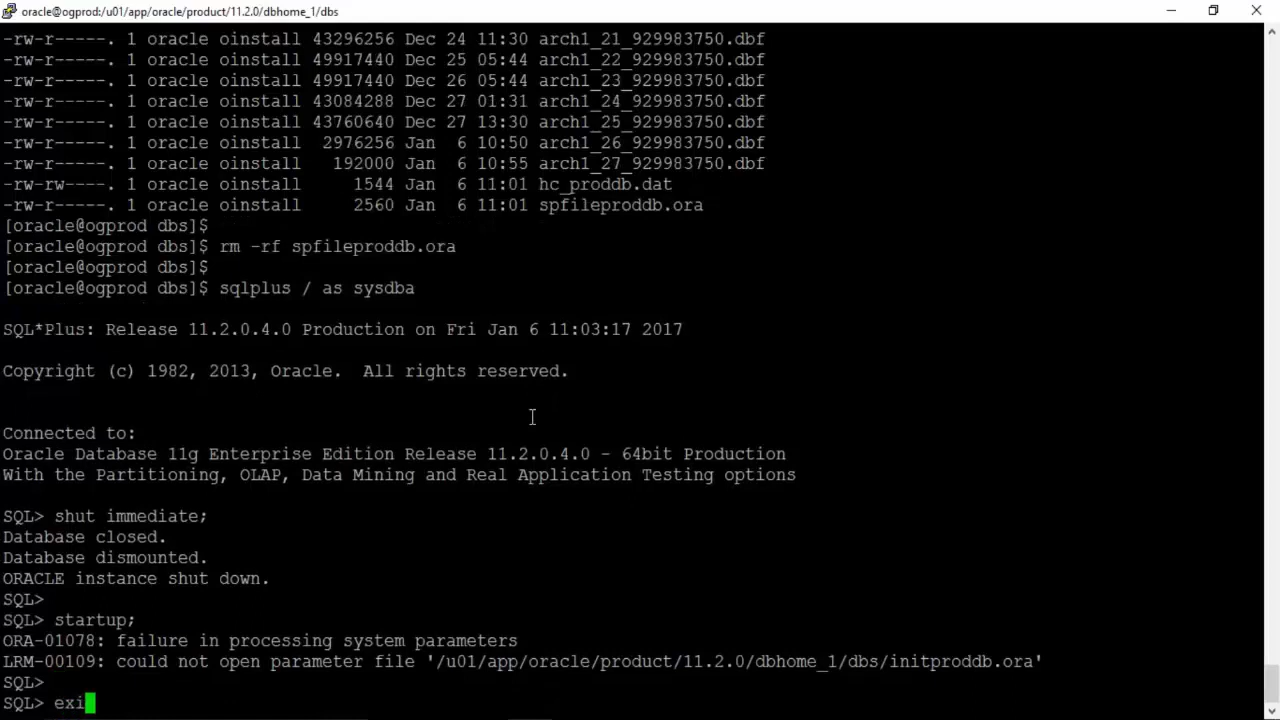 oracle@ogprod:/u01/app/oracle/product/11.2.0/dbhome_1/dbs
-rw-r-----. 1 oracle oinstall 43296256 Dec 24 11:30 arch1_21_929983750.dbf
-rw-r-----. 1 oracle oinstall 49917440 Dec 25 05:44 arch1_22_929983750.dbf
-rw-r-----. 1 oracle oinstall 49917440 Dec 26 05:44 arch1_23_929983750.dbf
-rw-r-----. 1 oracle oinstall 43084288 Dec 27 01:31 arch1_24_929983750.dbf
-rw-r-----. 1 oracle oinstall 43760640 Dec 27 13:30 arch1_25_929983750.dbf
-rw-r-----. 1 oracle oinstall  2976256 Jan  6 10:50 arch1_26_929983750.dbf
-rw-r-----. 1 oracle oinstall   192000 Jan  6 10:55 arch1_27_929983750.dbf
-rw-rw----. 1 oracle oinstall     1544 Jan  6 11:01 hc_proddb.dat
-rw-r-----. 1 oracle oinstall     2560 Jan  6 11:01 spfileproddb.ora
[oracle@ogprod dbs]$
[oracle@ogprod dbs]$ rm -rf spfileproddb.ora
[oracle@ogprod dbs]$
[oracle@ogprod dbs]$ sqlplus / as sysdba
SQL*Plus: Release 11.2.0.4.0 Production on Fri Jan 6 11:03:17 2017
Copyright (c) 1982, 2013, Oracle.  All rights reserved.
Connected to:
Oracle Database 11g Enterprise Edition Release 11.2.0.4.0 - 64bit Production
With the Partitioning, OLAP, Data Mining and Real Application Testing options
SQL> shut immediate;
Database closed.
Database dismounted.
ORACLE instance shut down.
SQL>
SQL> startup;
ORA-01078: failure in processing system parameters
LRM-00109: could not open parameter file '/u01/app/oracle/product/11.2.0/dbhome_1/dbs/initproddb.ora'
SQL>
SQL> exi